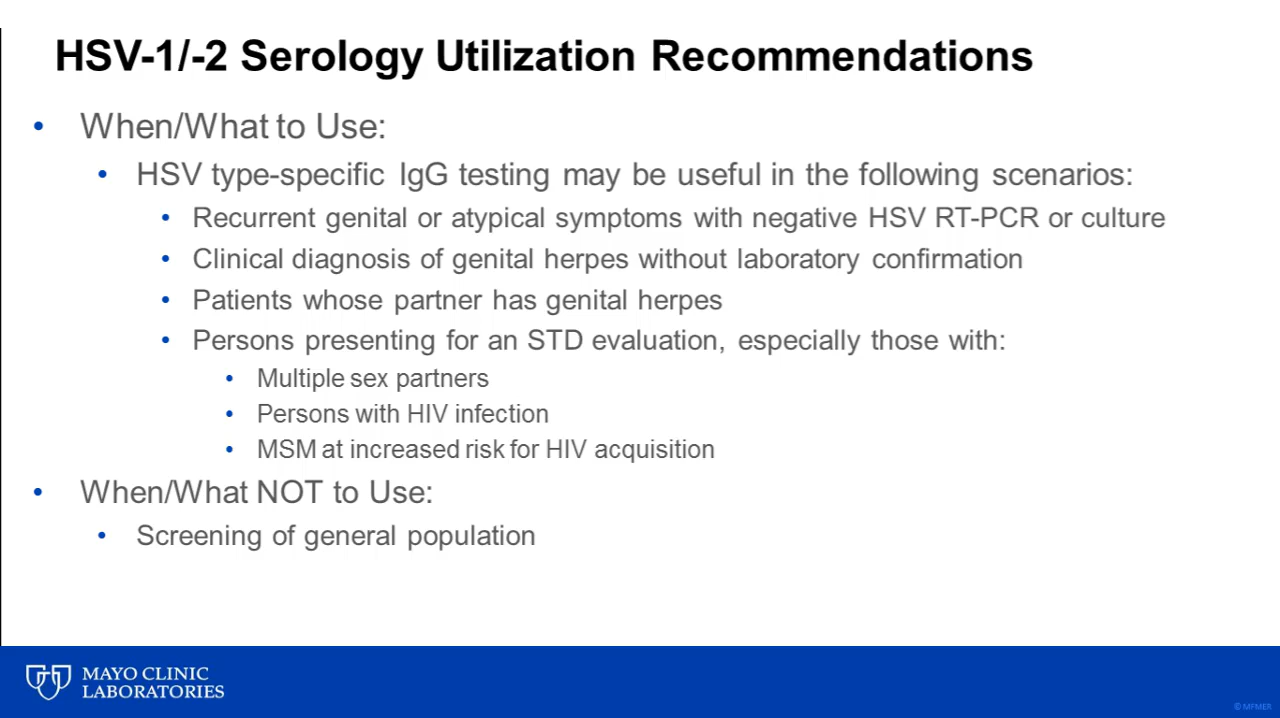 HSV-1/-2 Serology Utilization Recommendations
• When/What to Use:
• HSV type-specific IgG testing may be useful in the following scenarios:
• Recurrent genital or atypical symptoms with negative HSV RT-PCR or culture
• Clinical diagnosis of genital herpes without laboratory confirmation
• Patients whose partner has genital herpes
• Persons presenting for an STD evaluation, especially those with:
• Multiple sex partners
• Persons with HIV infection
• MSM at increased risk for HIV acquisition
• When/What NOT to Use:
• Screening of general population
MAYO CLINIC
LABORATORIES
© MFMER